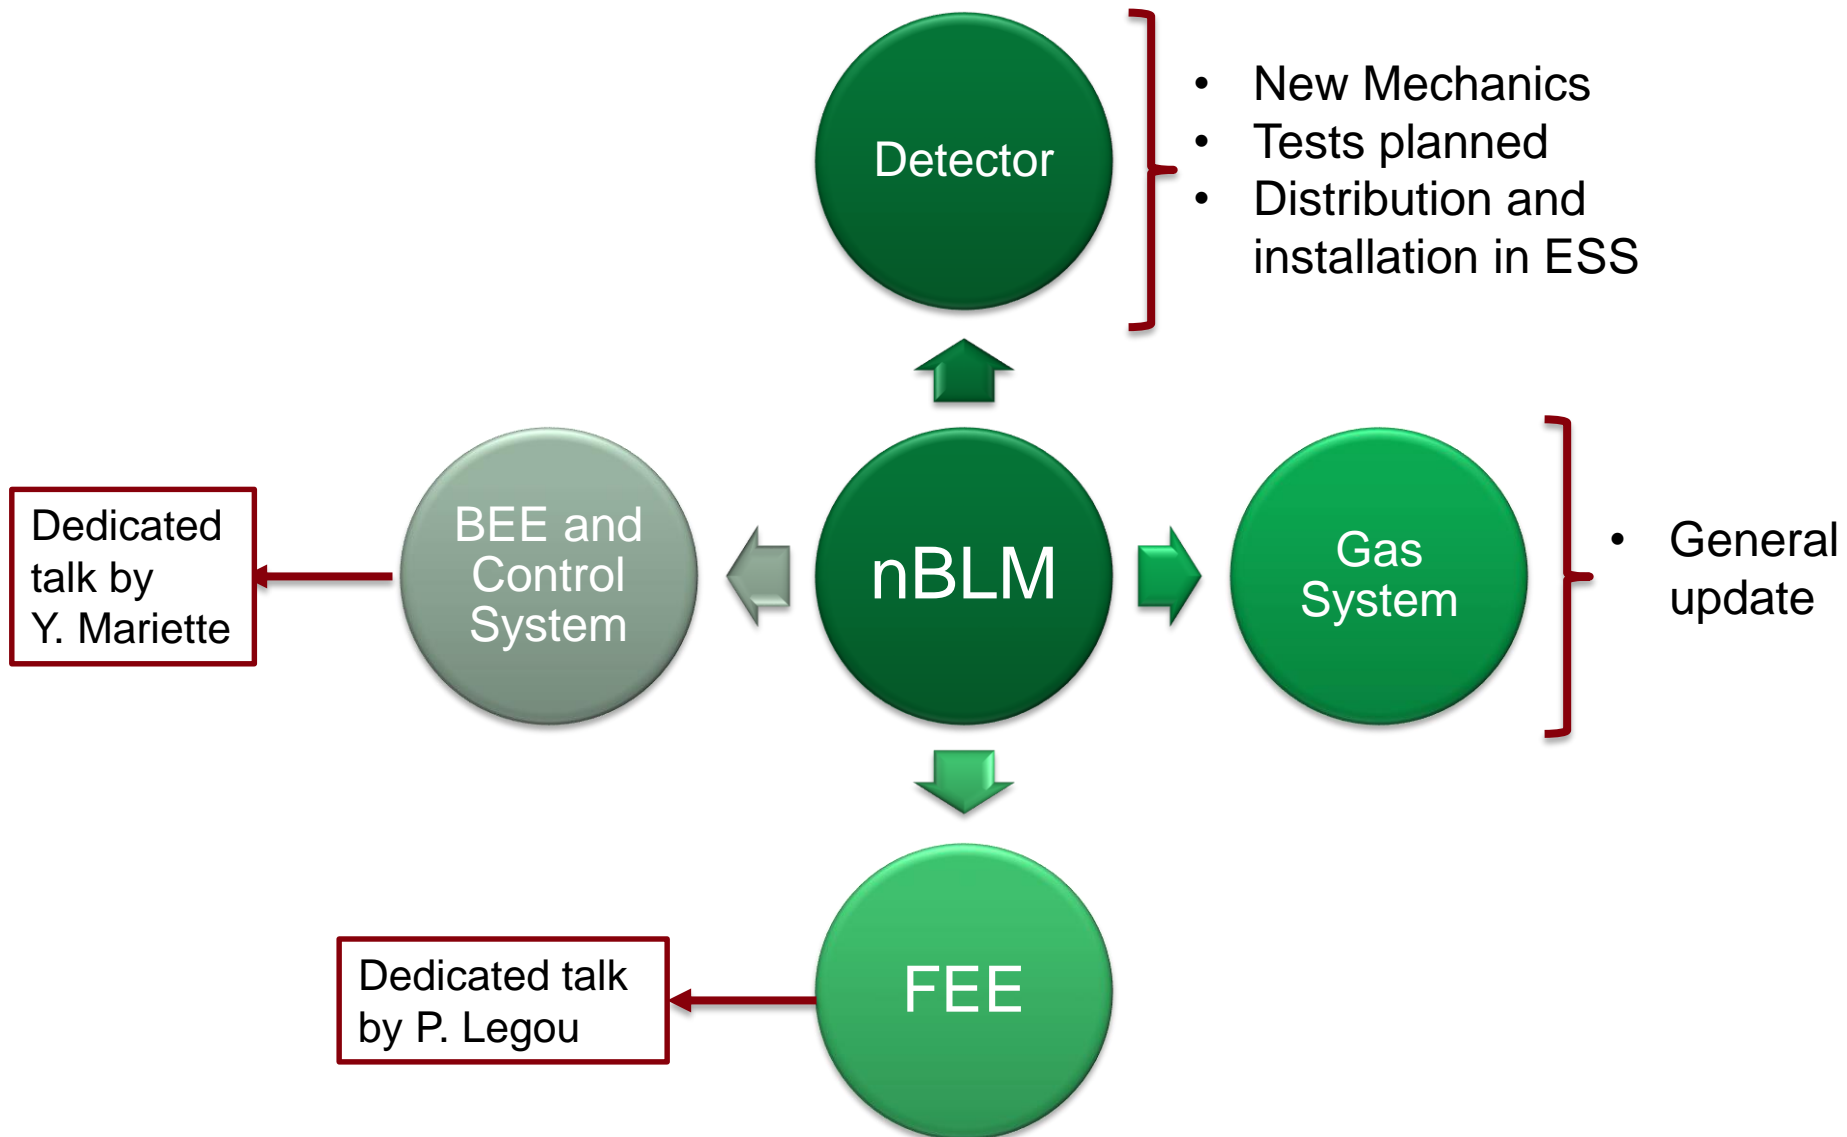 Detector
• New Mechanics
• Tests planned
• Distribution and
installation in ESS
Dedicated
talk by
Y. Mariette
BEE and
Control
System
nBLM
Gas
System
• General
update
Dedicated talk
by P. Legou
FEE